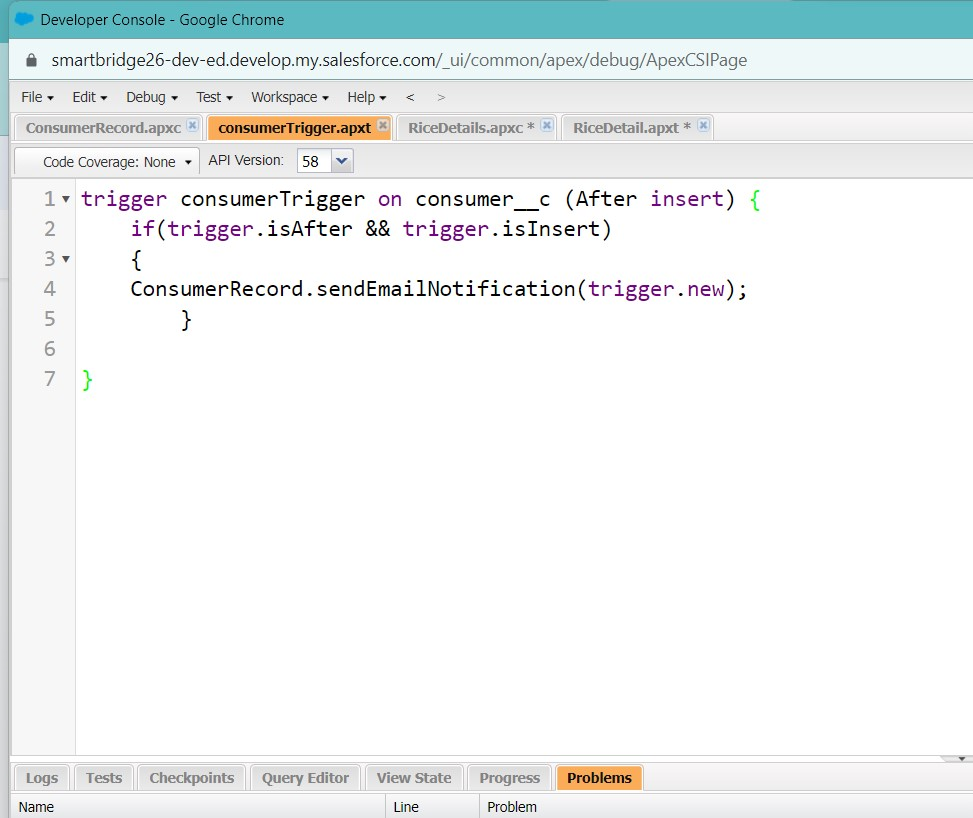 Developer Console - Google Chrome
smartbridge26-dev-ed.develop.my.salesforce.com/_ui/common/apex/debug/ApexCSIPage
File Edit Debug Test Workspace Help < >
ConsumerRecord.apxc consumerTrigger.apxt RiceDetails.apxc * RiceDetail.apxt *
Code Coverage: None API Version: 58
1 trigger consumerTrigger on consumer__c (After insert) {
2 if(trigger.isAfter && trigger.isInsert)
3 {
4 ConsumerRecord.sendEmailNotification(trigger.new);
5 }
6
7 }
Logs Tests Checkpoints Query Editor View State Progress Problems
Name Line Problem